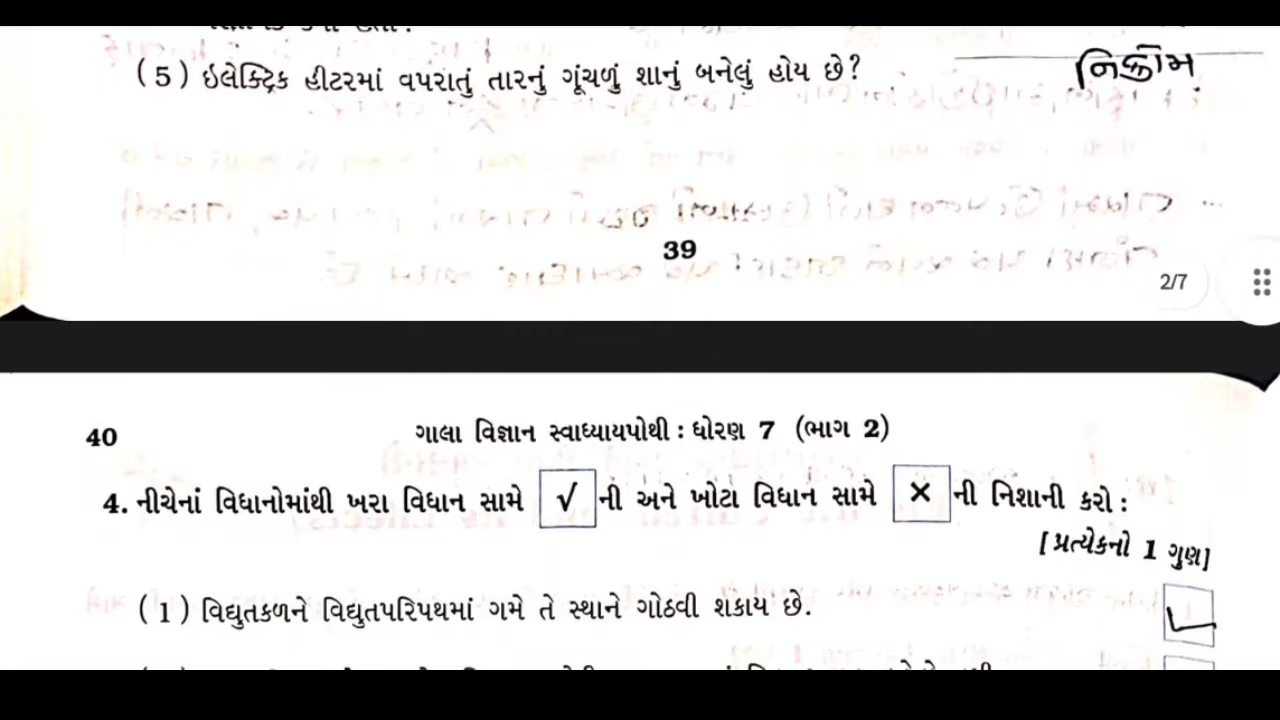 (5) ઇલેક્ટ્રિક હીટરમાં વપરાતું તારનું ગૂંચળું શાનું બનેલું હોય છે? નિક્રોમ
39
2/7
40 ગાલા વિજ્ઞાન સ્વાધ્યાયપોથી : ધોરણ 7 (ભાગ 2)
4. નીચેનાં વિધાનોમાંથી ખરા વિધાન સામે √ ની અને ખોટા વિધાન સામે × ની નિશાની કરો :
[પ્રત્યેકનો 1 ગુણ]
(1) વિદ્યુતકળને વિદ્યુતપરિપથમાં ગમે તે સ્થાને ગોઠવી શકાય છે.